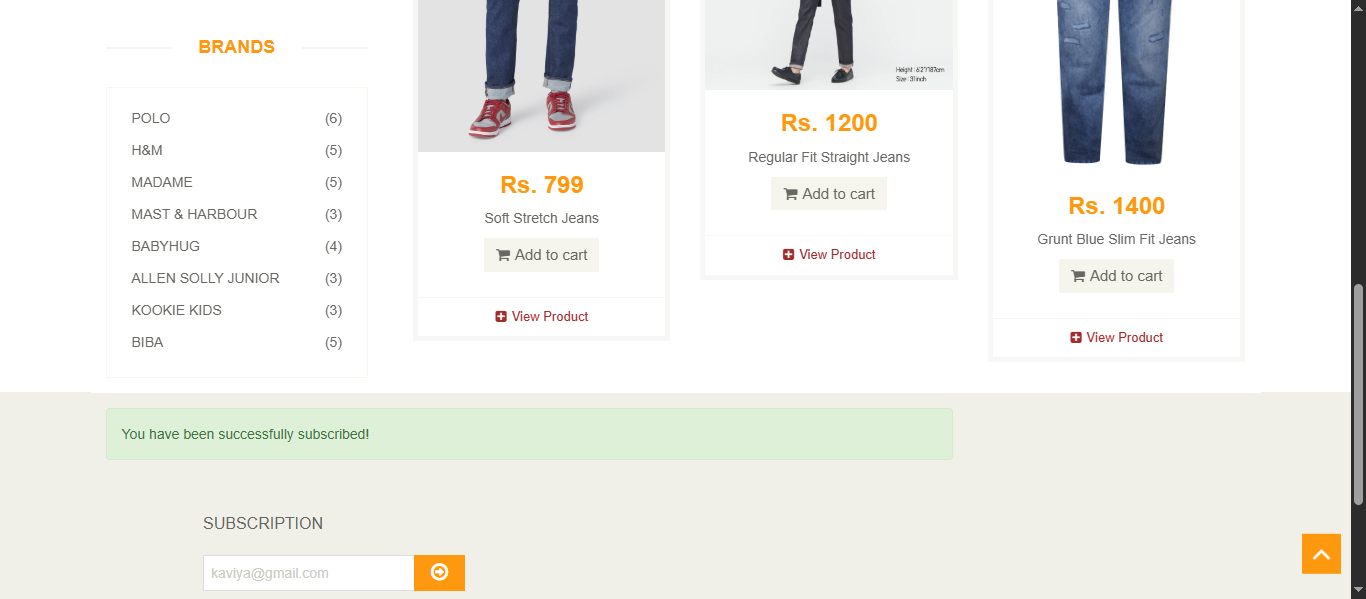 BRANDS
POLO (6)
H&M (5)
MADAME (5)
MAST & HARBOUR (3)
BABYHUG (4)
ALLEN SOLLY JUNIOR (3)
KOOKIE KIDS (3)
BIBA (5)
Rs. 799
Soft Stretch Jeans
Add to cart
View Product
Height : 6'2"/187cm
Size : 31inch
Rs. 1200
Regular Fit Straight Jeans
Add to cart
View Product
Rs. 1400
Grunt Blue Slim Fit Jeans
Add to cart
View Product
You have been successfully subscribed!
SUBSCRIPTION
kaviya@gmail.com